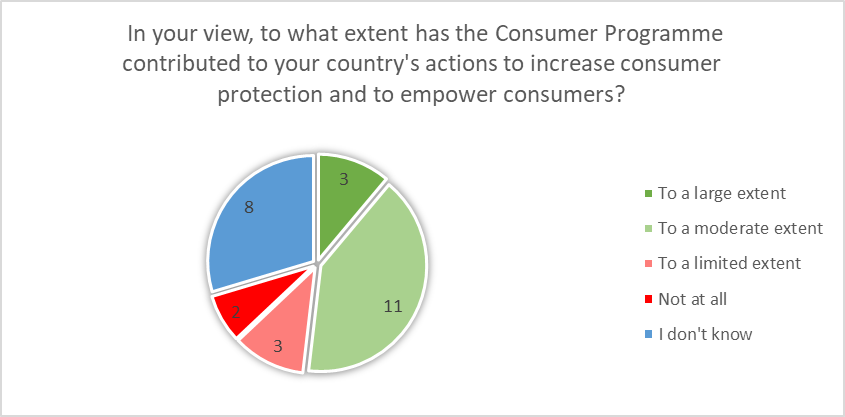 In your view, to what extent has the Consumer Programme
contributed to your country's actions to increase consumer
protection and to empower consumers?
3
8
11
2
3
To a large extent
To a moderate extent
To a limited extent
Not at all
I don't know